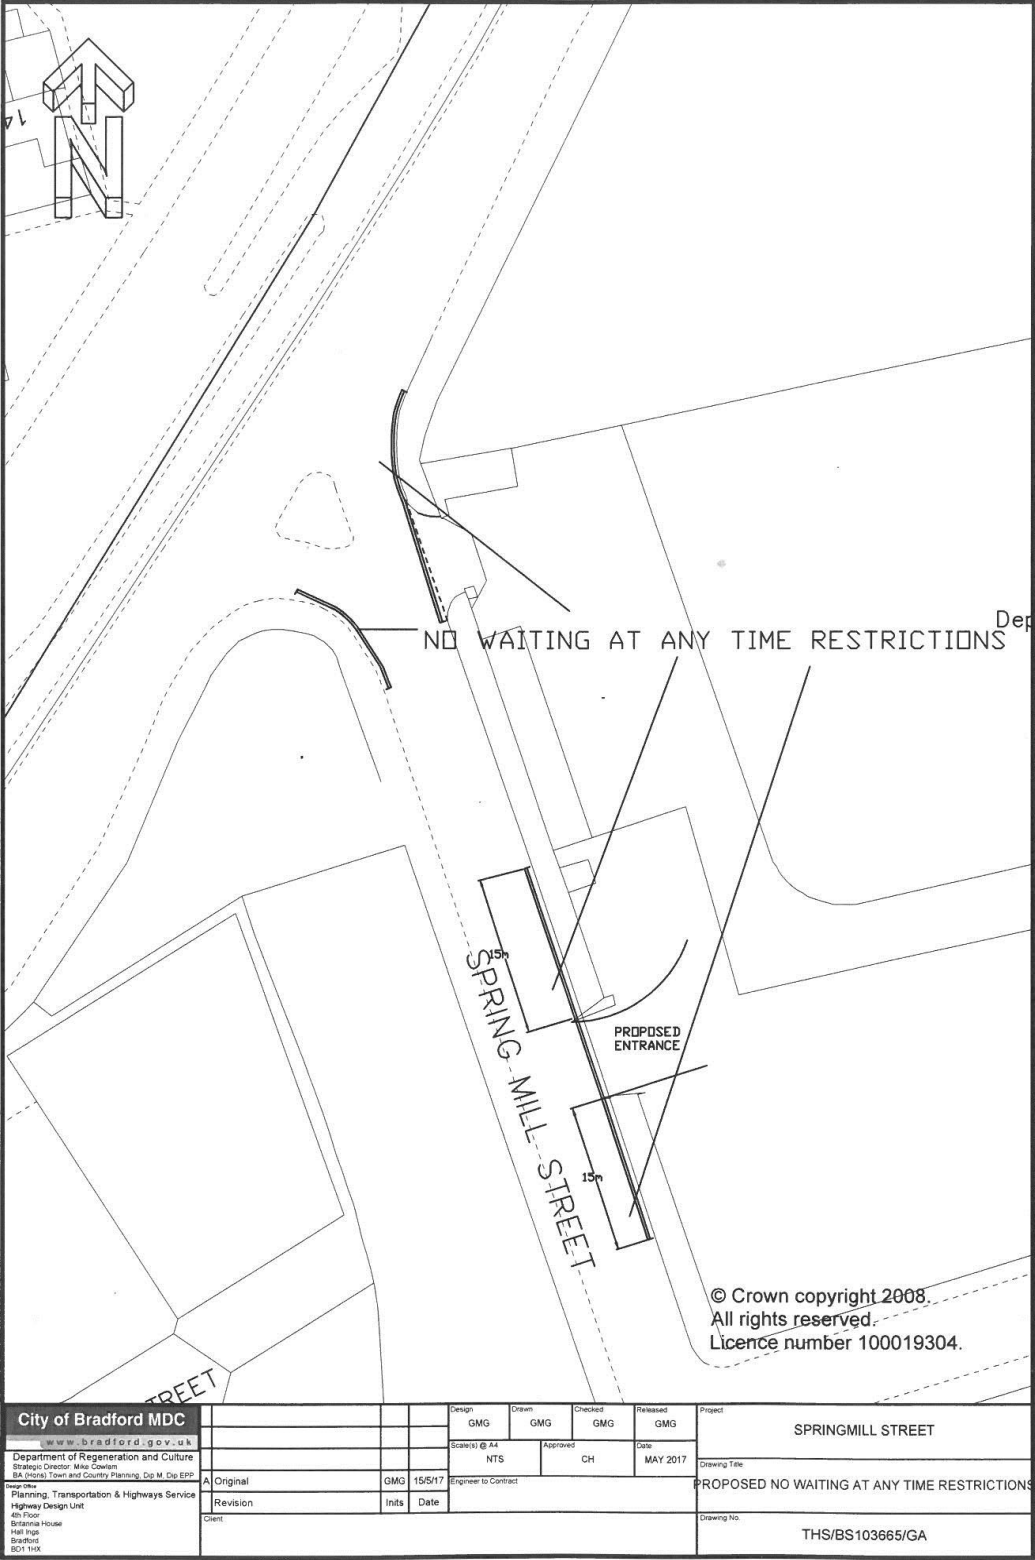 N
14
NO WAITING AT ANY TIME RESTRICTIONS
Dep
15m
SPRING MILL STREET
PROPOSED
ENTRANCE
15m
© Crown copyright 2008.
All rights reserved.
Licence number 100019304.
STREET
City of Bradford MDC
www.bradford.gov.uk
Department of Regeneration and Culture
Strategic Director: Mike Cowlam
BA (Hons) Town and Country Planning, Dip M, Dip EPP
Design Office
Planning, Transportation & Highways Service
Highway Design Unit
4th Floor
Britannia House
Hall Ings
Bradford
BD1 1HX
A Original GMG 15/5/17
Revision Inits Date
Client
Design Drawn Checked Released
GMG GMG GMG GMG
Scale(s) @ A4 Approved Date
NTS CH MAY 2017
Engineer to Contract
Project
SPRINGMILL STREET
Drawing Title
PROPOSED NO WAITING AT ANY TIME RESTRICTIONS
Drawing No.
THS/BS103665/GA